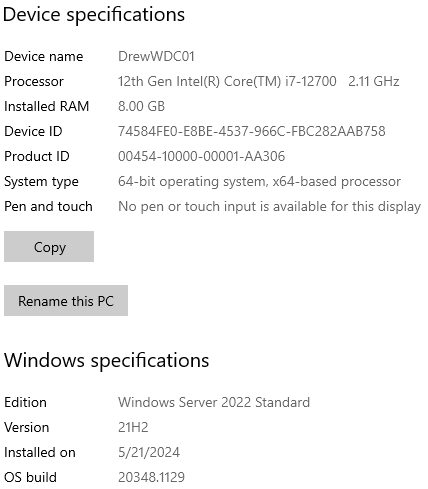 Device specifications
Device name DrewWDC01
Processor 12th Gen Intel(R) Core(TM) i7-12700 2.11 GHz
Installed RAM 8.00 GB
Device ID 74584FE0-E8BE-4537-966C-FBC282AAB758
Product ID 00454-10000-00001-AA306
System type 64-bit operating system, x64-based processor
Pen and touch No pen or touch input is available for this display
Copy
Rename this PC
Windows specifications
Edition Windows Server 2022 Standard
Version 21H2
Installed on 5/21/2024
OS build 20348.1129